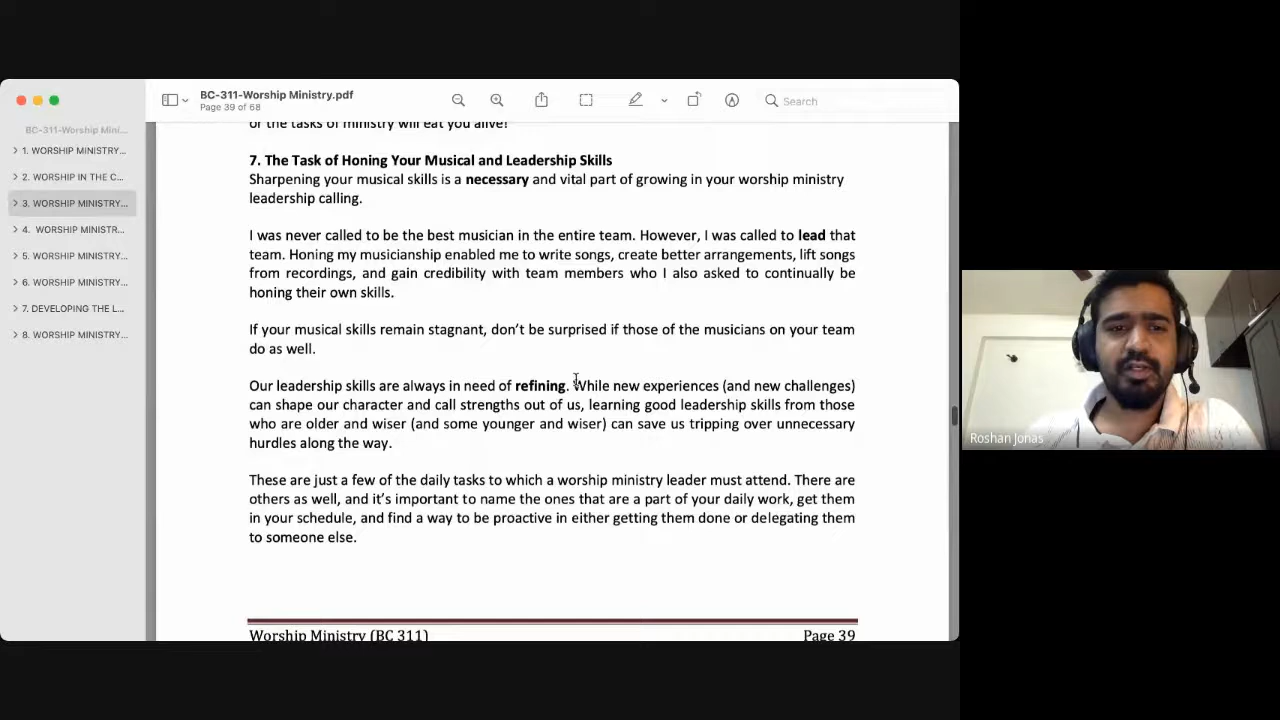 BC-311-Worship Ministry.pdf
Page 39 of 68
Search
BC-311-Worship Mini...
1. WORSHIP MINISTRY...
2. WORSHIP IN THE C...
3. WORSHIP MINISTRY...
4. WORSHIP MINISTR...
5. WORSHIP MINISTRY...
6. WORSHIP MINISTRY...
7. DEVELOPING THE L...
8. WORSHIP MINISTRY...
or the tasks of ministry will eat you alive!
7. The Task of Honing Your Musical and Leadership Skills
Sharpening your musical skills is a necessary and vital part of growing in your worship ministry
leadership calling.
I was never called to be the best musician in the entire team. However, I was called to lead that
team. Honing my musicianship enabled me to write songs, create better arrangements, lift songs
from recordings, and gain credibility with team members who I also asked to continually be
honing their own skills.
If your musical skills remain stagnant, don't be surprised if those of the musicians on your team
do as well.
Our leadership skills are always in need of refining. While new experiences (and new challenges)
can shape our character and call strengths out of us, learning good leadership skills from those
who are older and wiser (and some younger and wiser) can save us tripping over unnecessary
hurdles along the way.
These are just a few of the daily tasks to which a worship ministry leader must attend. There are
others as well, and it's important to name the ones that are a part of your daily work, get them
in your schedule, and find a way to be proactive in either getting them done or delegating them
to someone else.
Worship Ministry (BC 311)
Page 39
Roshan Jonas